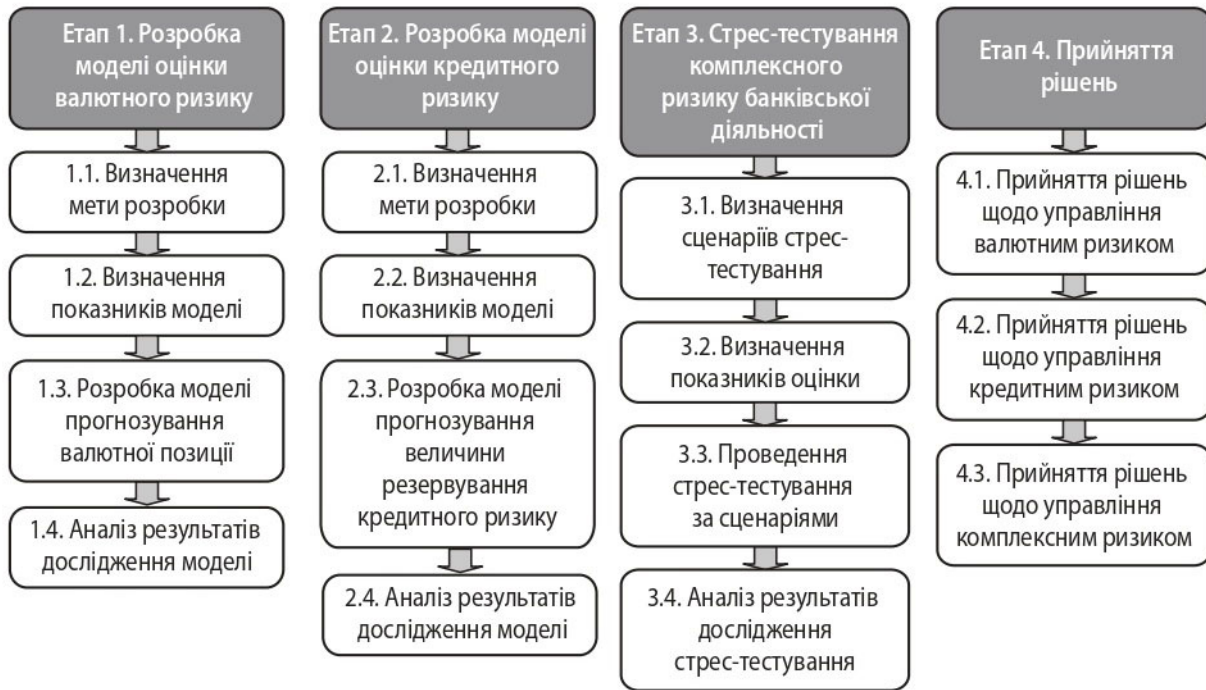 Етап 1. Розробка
моделі оцінки
валютного ризику
1.1. Визначення
мети розробки
1.2. Визначення
показників моделі
1.3. Розробка моделі
прогнозування
валютної позиції
1.4. Аналіз результатів
дослідження моделі
Етап 2. Розробка моделі
оцінки кредитного
ризику
2.1. Визначення
мети розробки
2.2. Визначення
показників моделі
2.3. Розробка моделі
прогнозування
величини
резервування
кредитного ризику
2.4. Аналіз результатів
дослідження моделі
Етап 3. Стрес-тестування
комплексного
ризику банківської
діяльності
3.1. Визначення
сценаріїв стрес-
тестування
3.2. Визначення
показників оцінки
3.3. Проведення
стрес-тестування
за сценаріями
3.4. Аналіз результатів
дослідження
стрес-тестування
Етап 4. Прийняття
рішень
4.1. Прийняття рішень
щодо управління
валютним ризиком
4.2. Прийняття рішень
щодо управління
кредитним ризиком
4.3. Прийняття рішень
щодо управління
комплексним ризиком